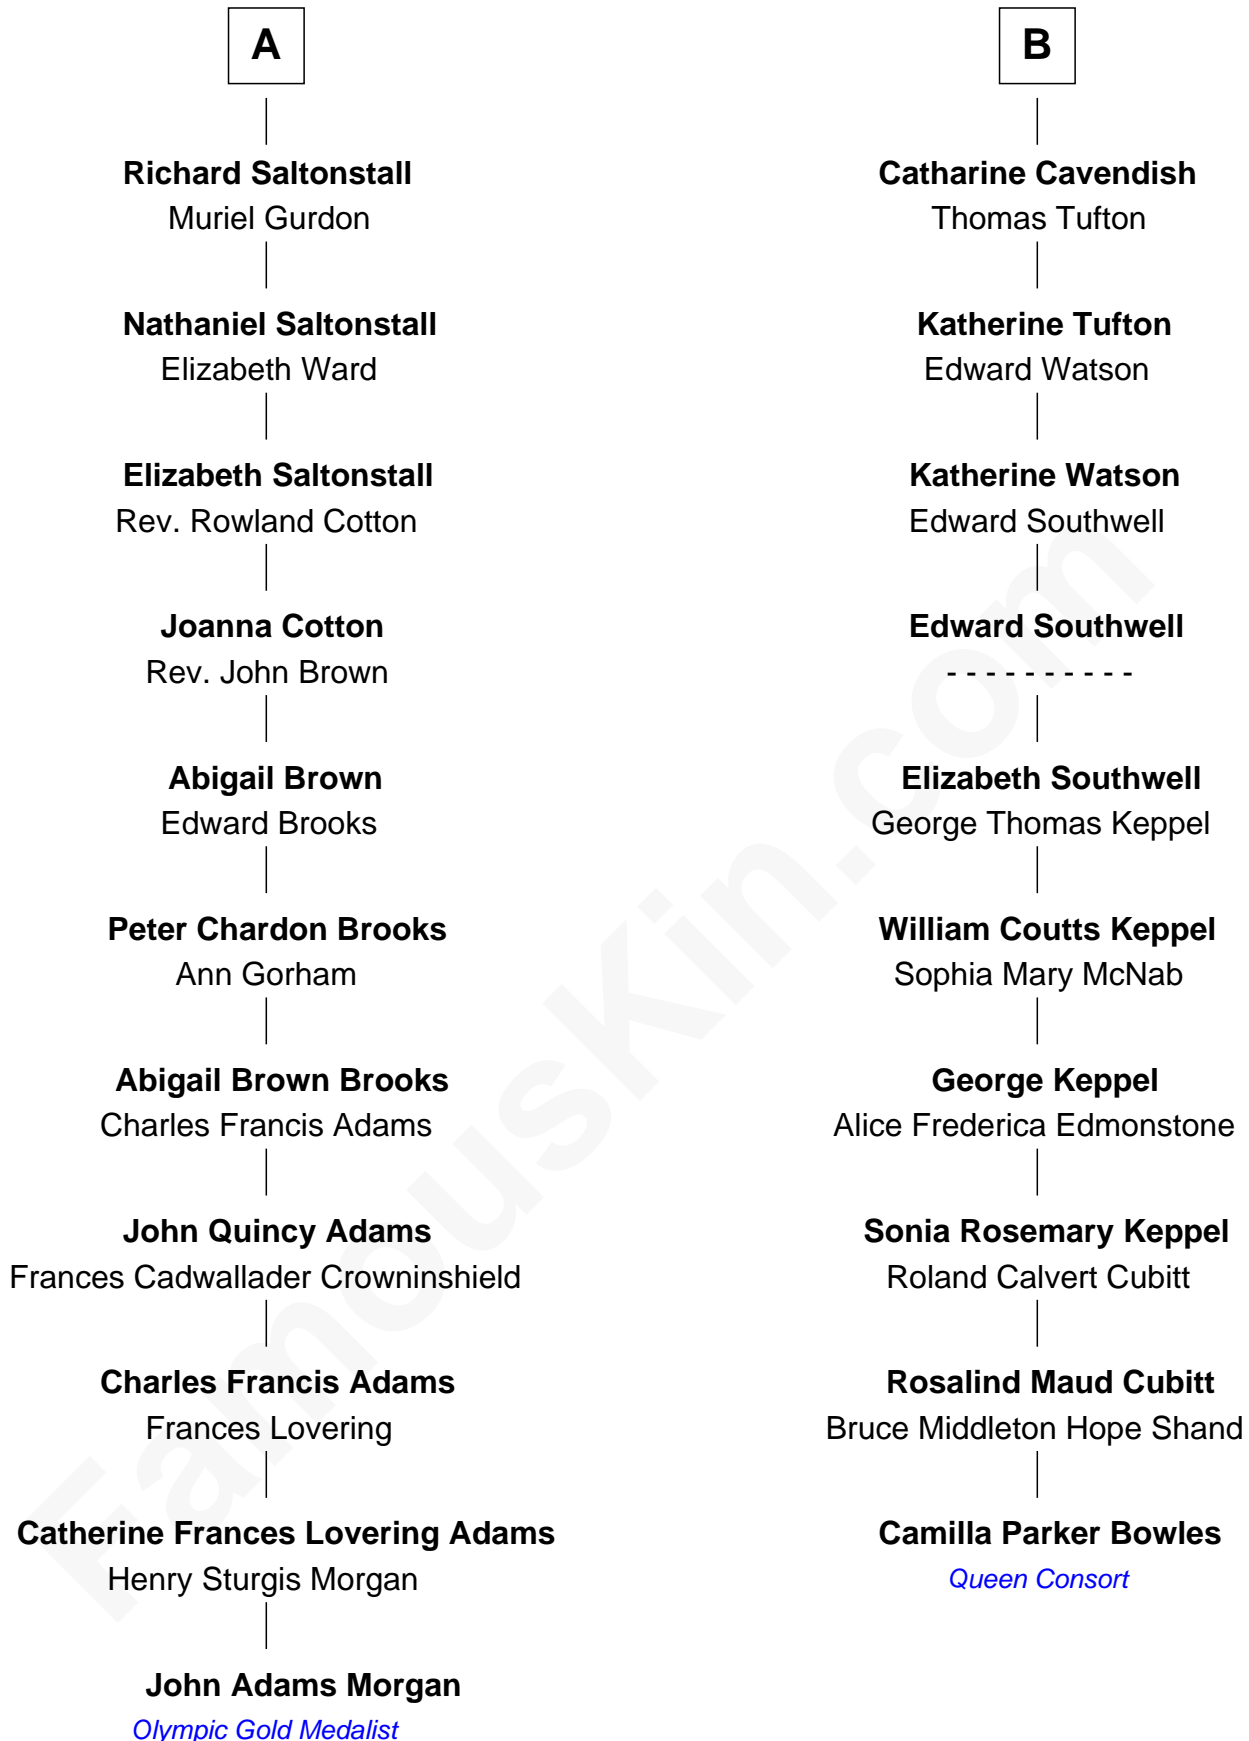 A
Richard Saltonstall
Muriel Gurdon
Nathaniel Saltonstall
Elizabeth Ward
Elizabeth Saltonstall
Rev. Rowland Cotton
Joanna Cotton
Rev. John Brown
Abigail Brown
Edward Brooks
Peter Chardon Brooks
Ann Gorham
Abigail Brown Brooks
Charles Francis Adams
John Quincy Adams
Frances Cadwallader Crowninshield
Charles Francis Adams
Frances Lovering
Catherine Frances Lovering Adams
Henry Sturgis Morgan
John Adams Morgan
Olympic Gold Medalist
B
Catharine Cavendish
Thomas Tufton
Katherine Tufton
Edward Watson
Katherine Watson
Edward Southwell
Edward Southwell
- - - - - - - - - -
Elizabeth Southwell
George Thomas Keppel
William Coutts Keppel
Sophia Mary McNab
George Keppel
Alice Frederica Edmonstone
Sonia Rosemary Keppel
Roland Calvert Cubitt
Rosalind Maud Cubitt
Bruce Middleton Hope Shand
Camilla Parker Bowles
Queen Consort
FamousKin.com